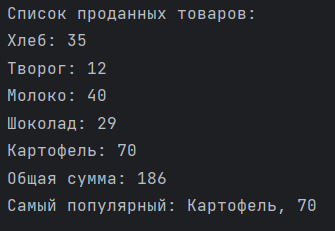 Список проданных товаров:
Хлеб: 35
Творог: 12
Молоко: 40
Шоколад: 29
Картофель: 70
Общая сумма: 186
Самый популярный: Картофель, 70